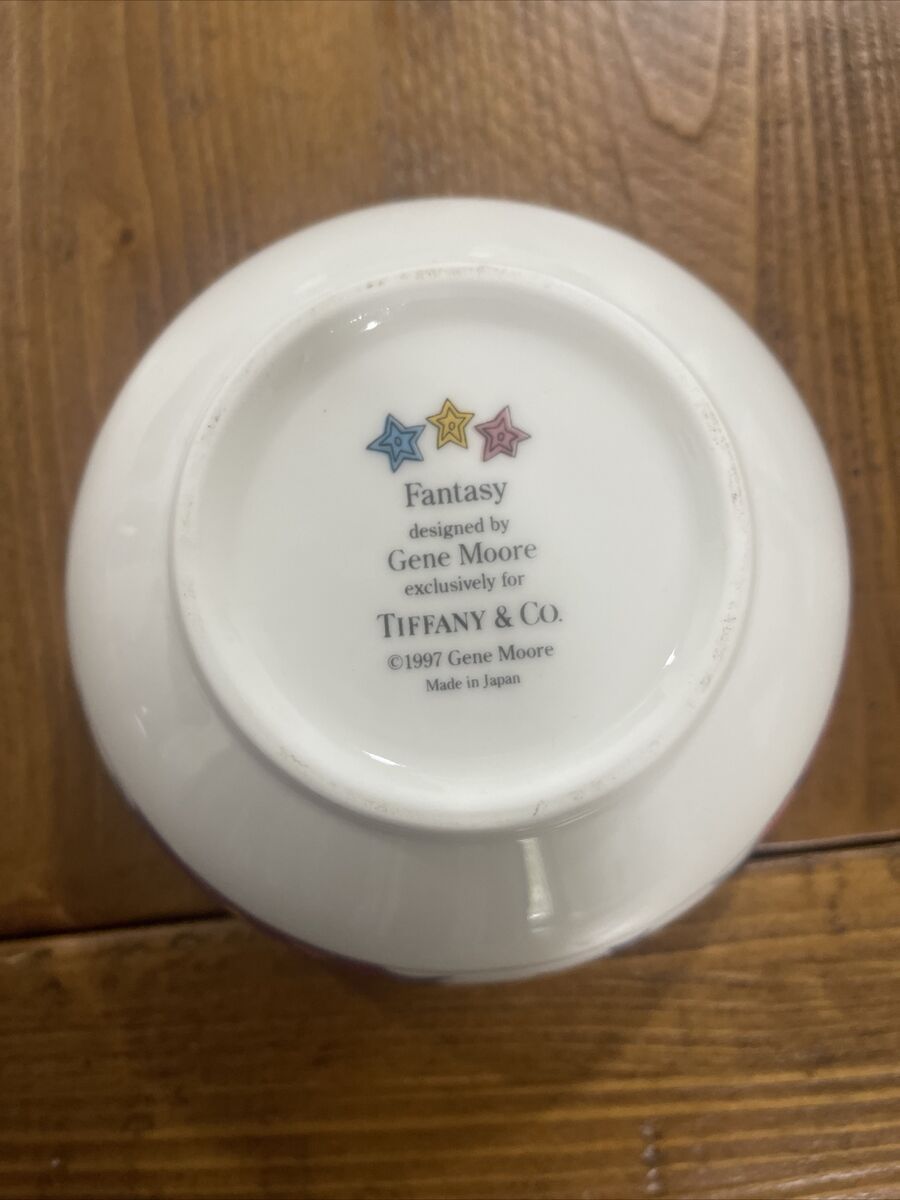 Fantasy
designed by
Gene Moore
exclusively for
TIFFANY & CO.
©1997 Gene Moore
Made in Japan